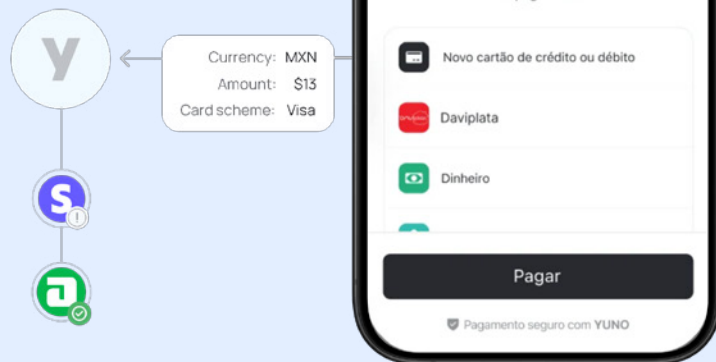 y
Currency: MXN
Amount: $13
Card scheme: Visa
S
Novo cartão de crédito ou débito
Daviplata
Dinheiro
Pagar
Pagamento seguro com YUNO